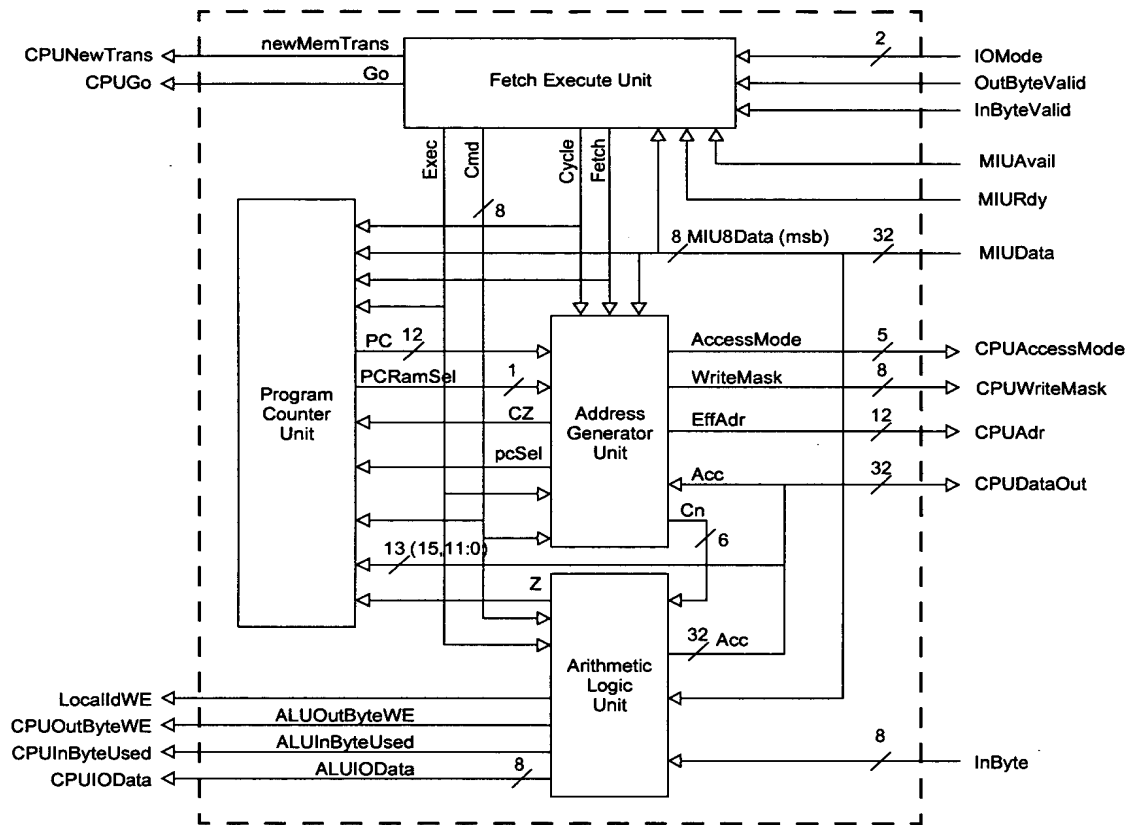 newMemTrans
2
CPUNewTrans
IOMode
Go
Fetch Execute Unit
CPUGo
OutByteValid
InByteValid
Exec
Cmd
Cycle
Fetch
MIUAvail
MIURdy
8
8 MIU8Data (msb)
32
MIUData
PC
12
AccessMode
5
CPUAccessMode
PCRamSel
1
WriteMask
8
CPUWriteMask
Program
Counter
Unit
CZ
Address
Generator
Unit
EffAdr
12
CPUAdr
pcSel
Acc
32
CPUDataOut
Cn
6
13 (15,11:0)
Z
32
Acc
Arithmetic
Logic
Unit
LocalIdWE
ALUOutByteWE
CPUOutByteWE
ALUInByteUsed
CPUInByteUsed
8
InByte
ALUIOData
8
CPUIOData